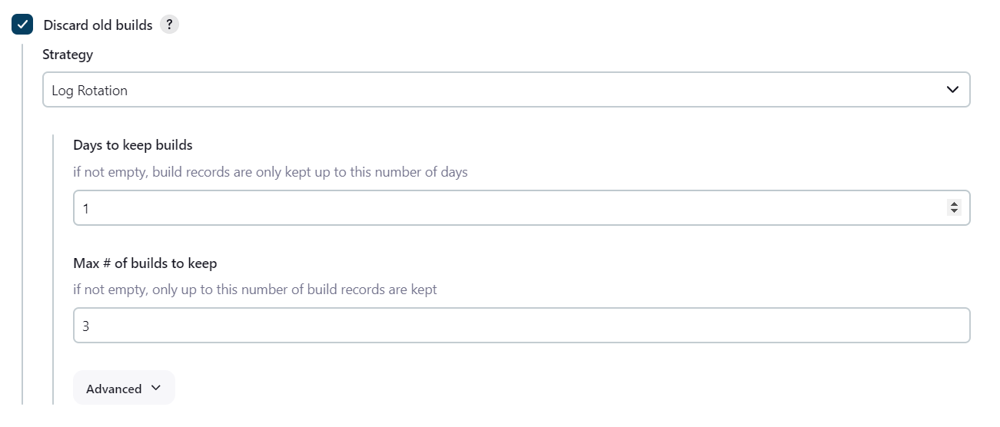 Discard old builds ?
Strategy
Log Rotation
Days to keep builds
if not empty, build records are only kept up to this number of days
1
Max # of builds to keep
if not empty, only up to this number of build records are kept
3
Advanced